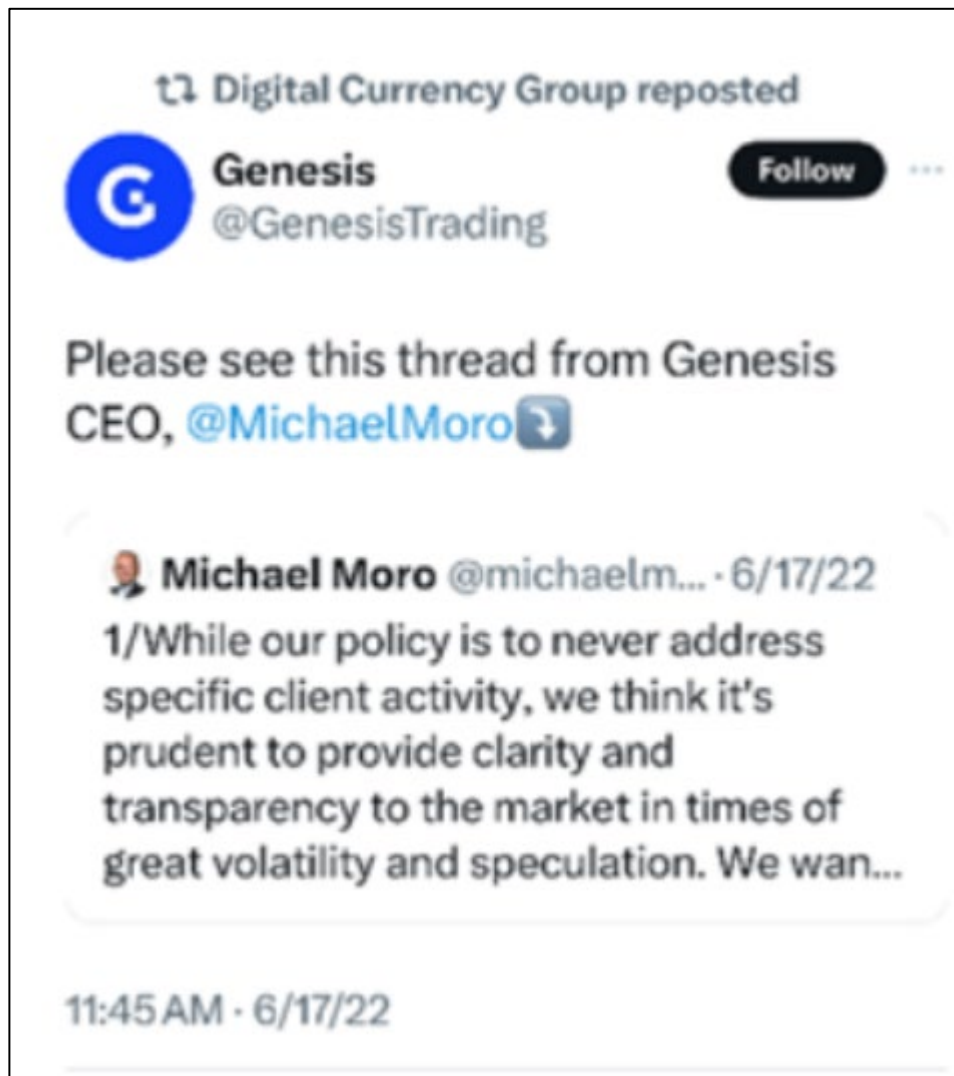 Digital Currency Group reposted
Genesis
Follow
@GenesisTrading
Please see this thread from Genesis
CEO, @MichaelMoro
Michael Moro @michaelm... · 6/17/22
1/While our policy is to never address
specific client activity, we think it's
prudent to provide clarity and
transparency to the market in times of
great volatility and speculation. We wan...
11:45 AM · 6/17/22